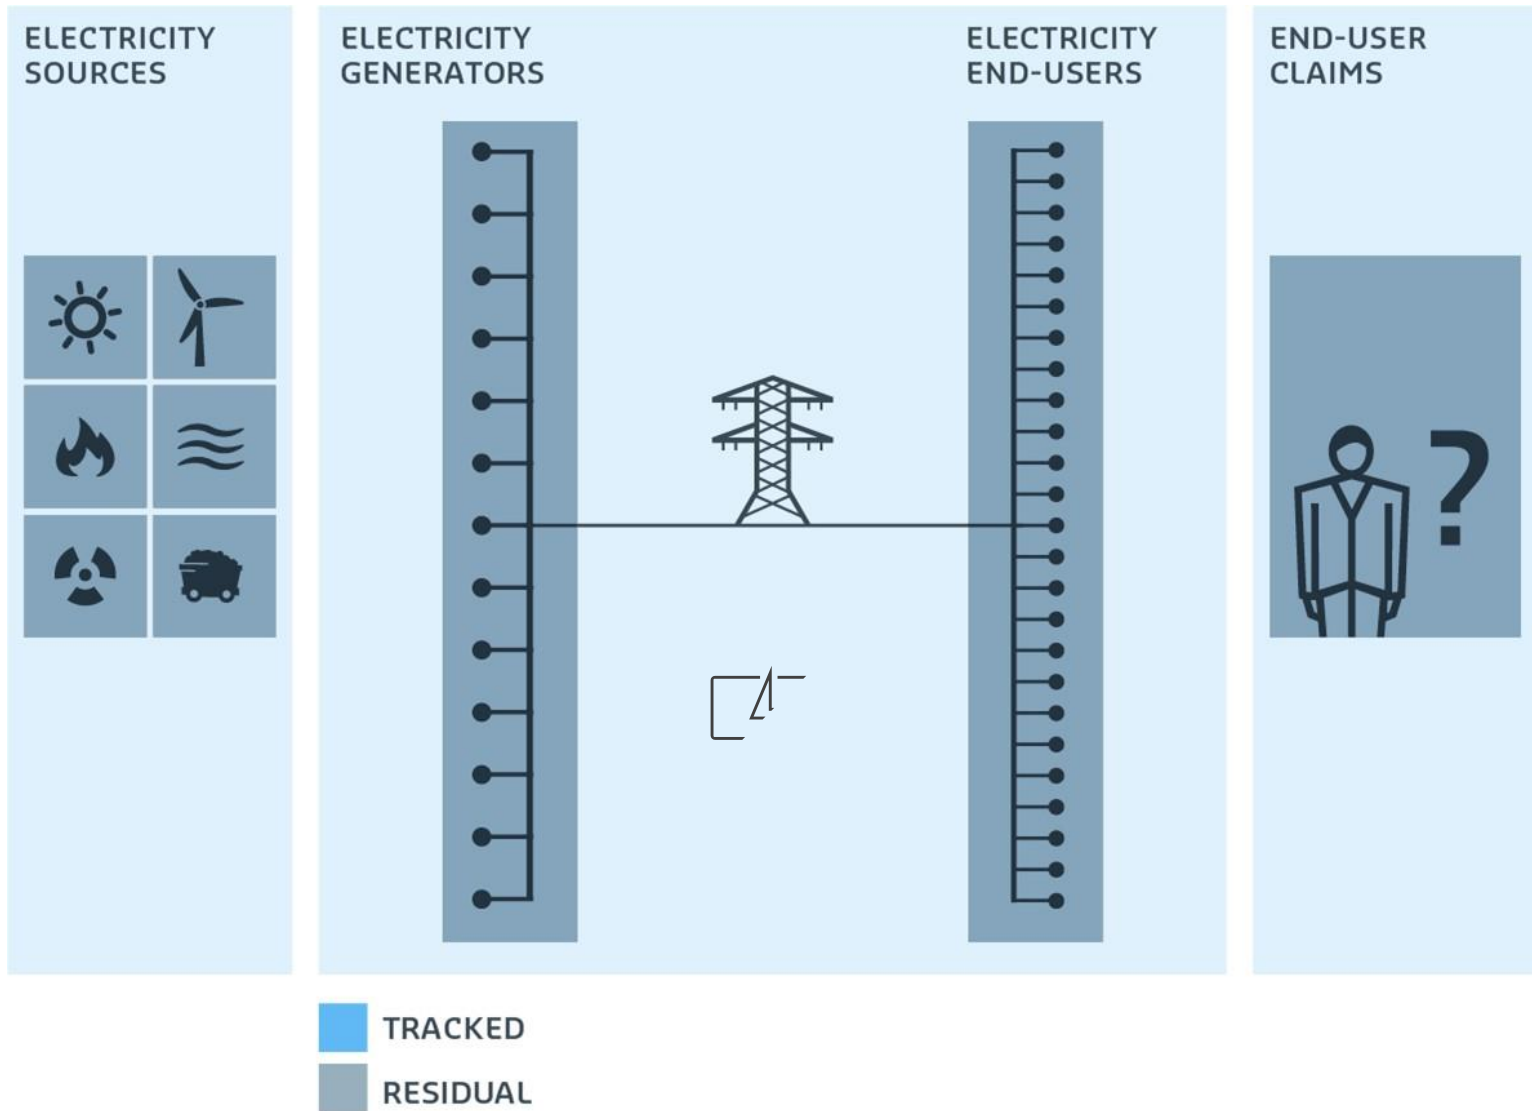 ELECTRICITY
SOURCES
ELECTRICITY
GENERATORS
ELECTRICITY
END-USERS
END-USER
CLAIMS
?
TRACKED
RESIDUAL